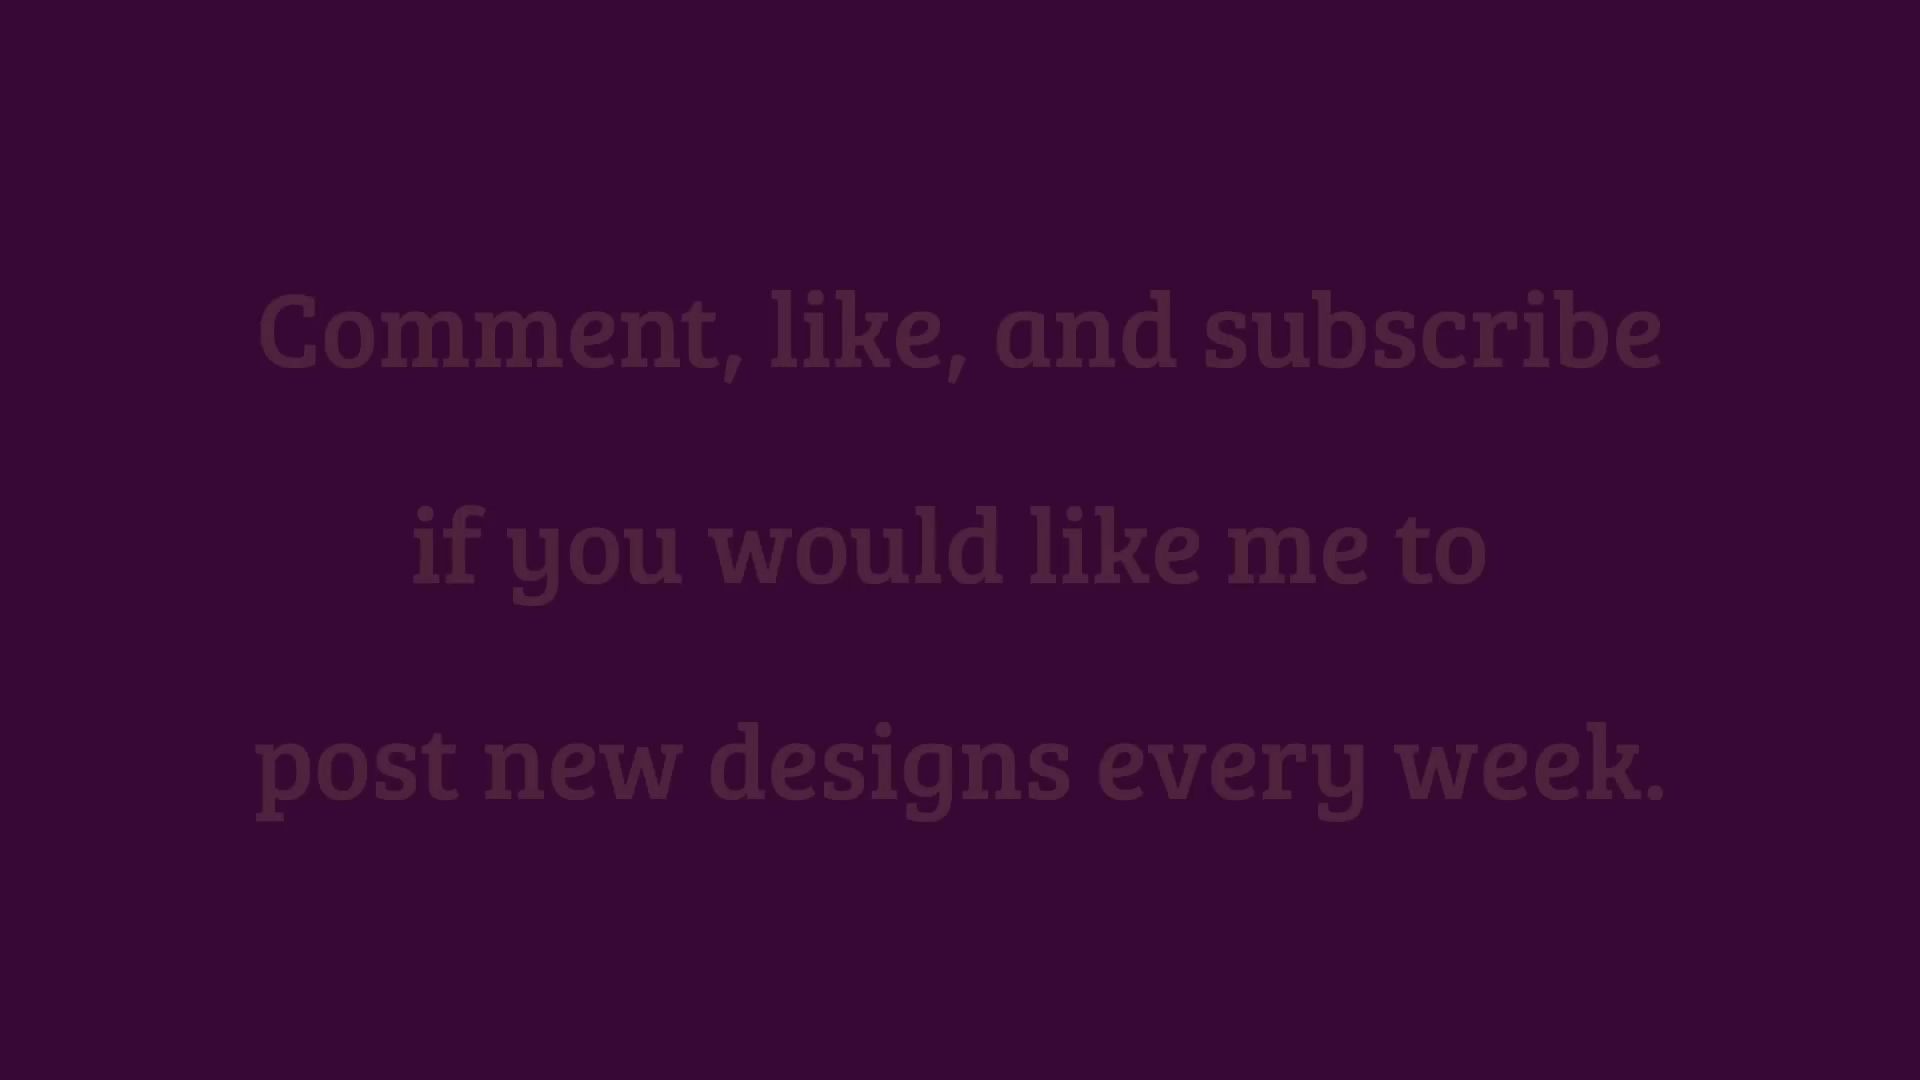 Comment, like, and subscribe
if you would like me to
post new designs every week.